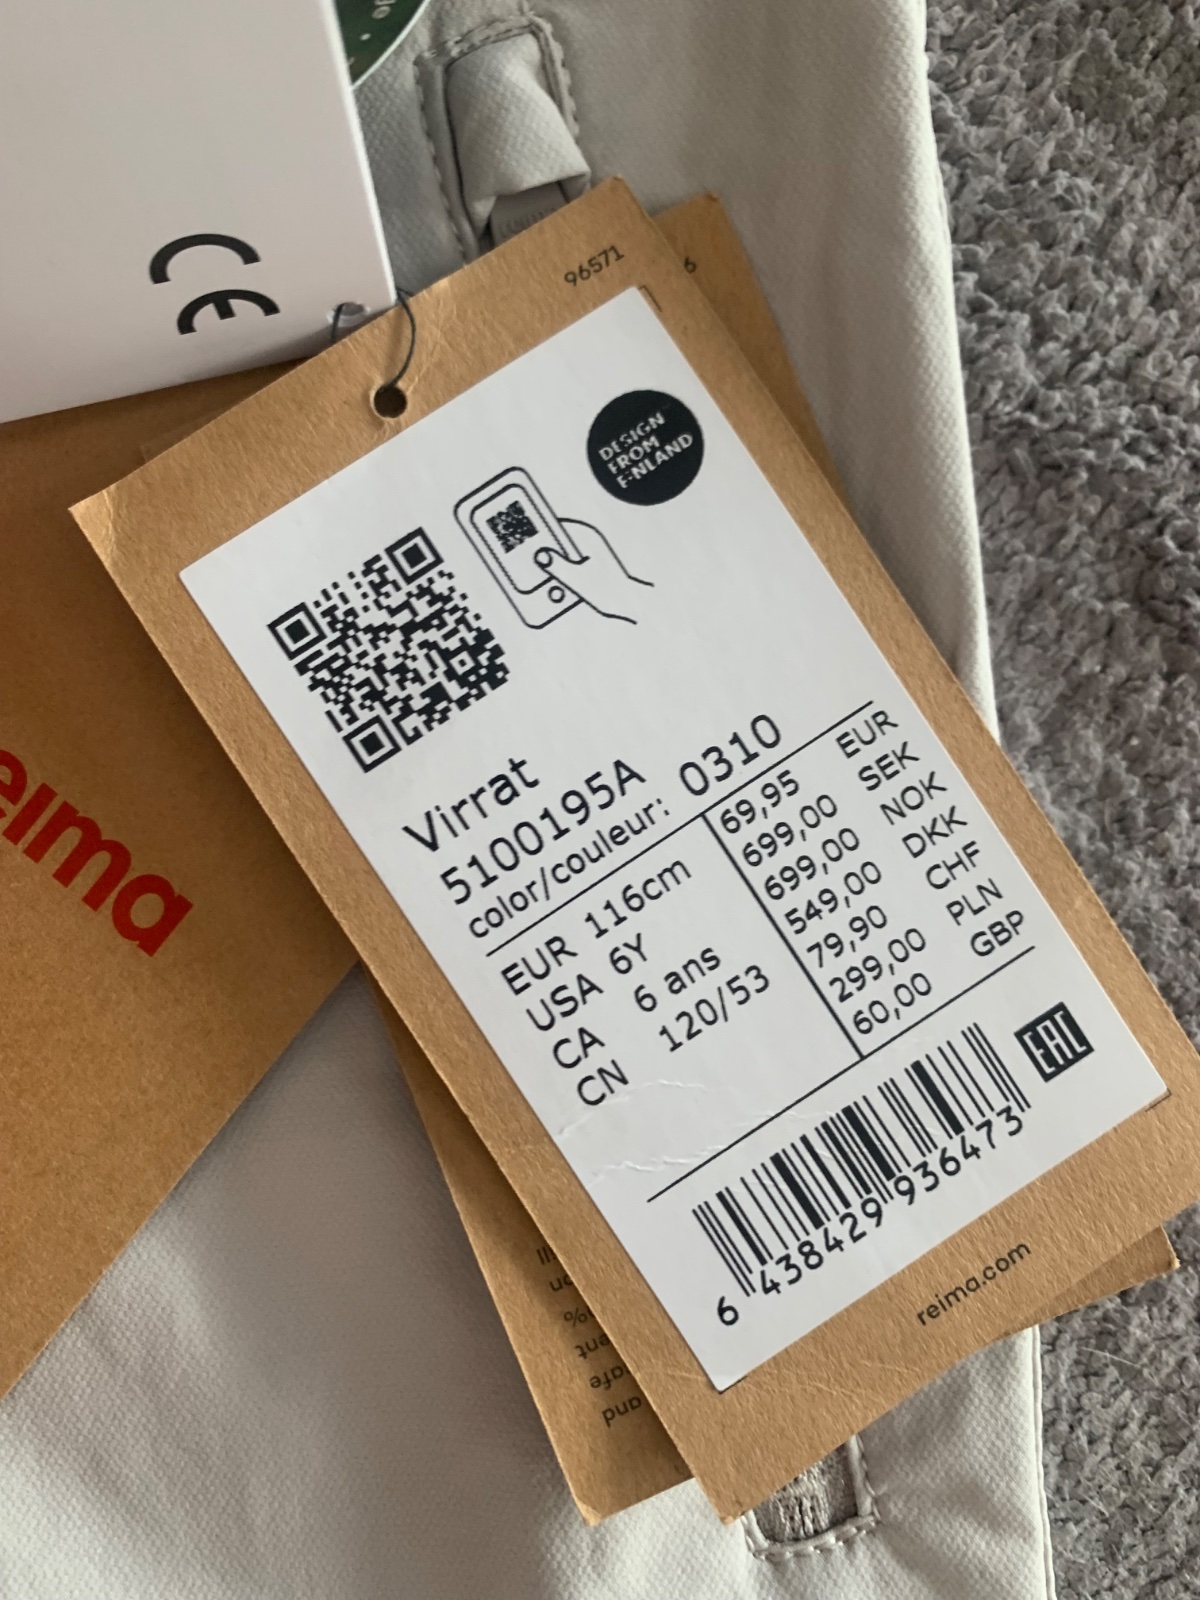 CE
96571
6
DESIGN
FROM
FINLAND
Virrat
5100195A
color/couleur: 0310
EUR 116cm
USA 6Y
CA 6 ans
CN 120/53
69,95 EUR
699,00 SEK
699,00 NOK
549,00 DKK
79,90 CHF
299,00 PLN
60,00 GBP
EAC
6 438429 936473
reima.com
eima
and